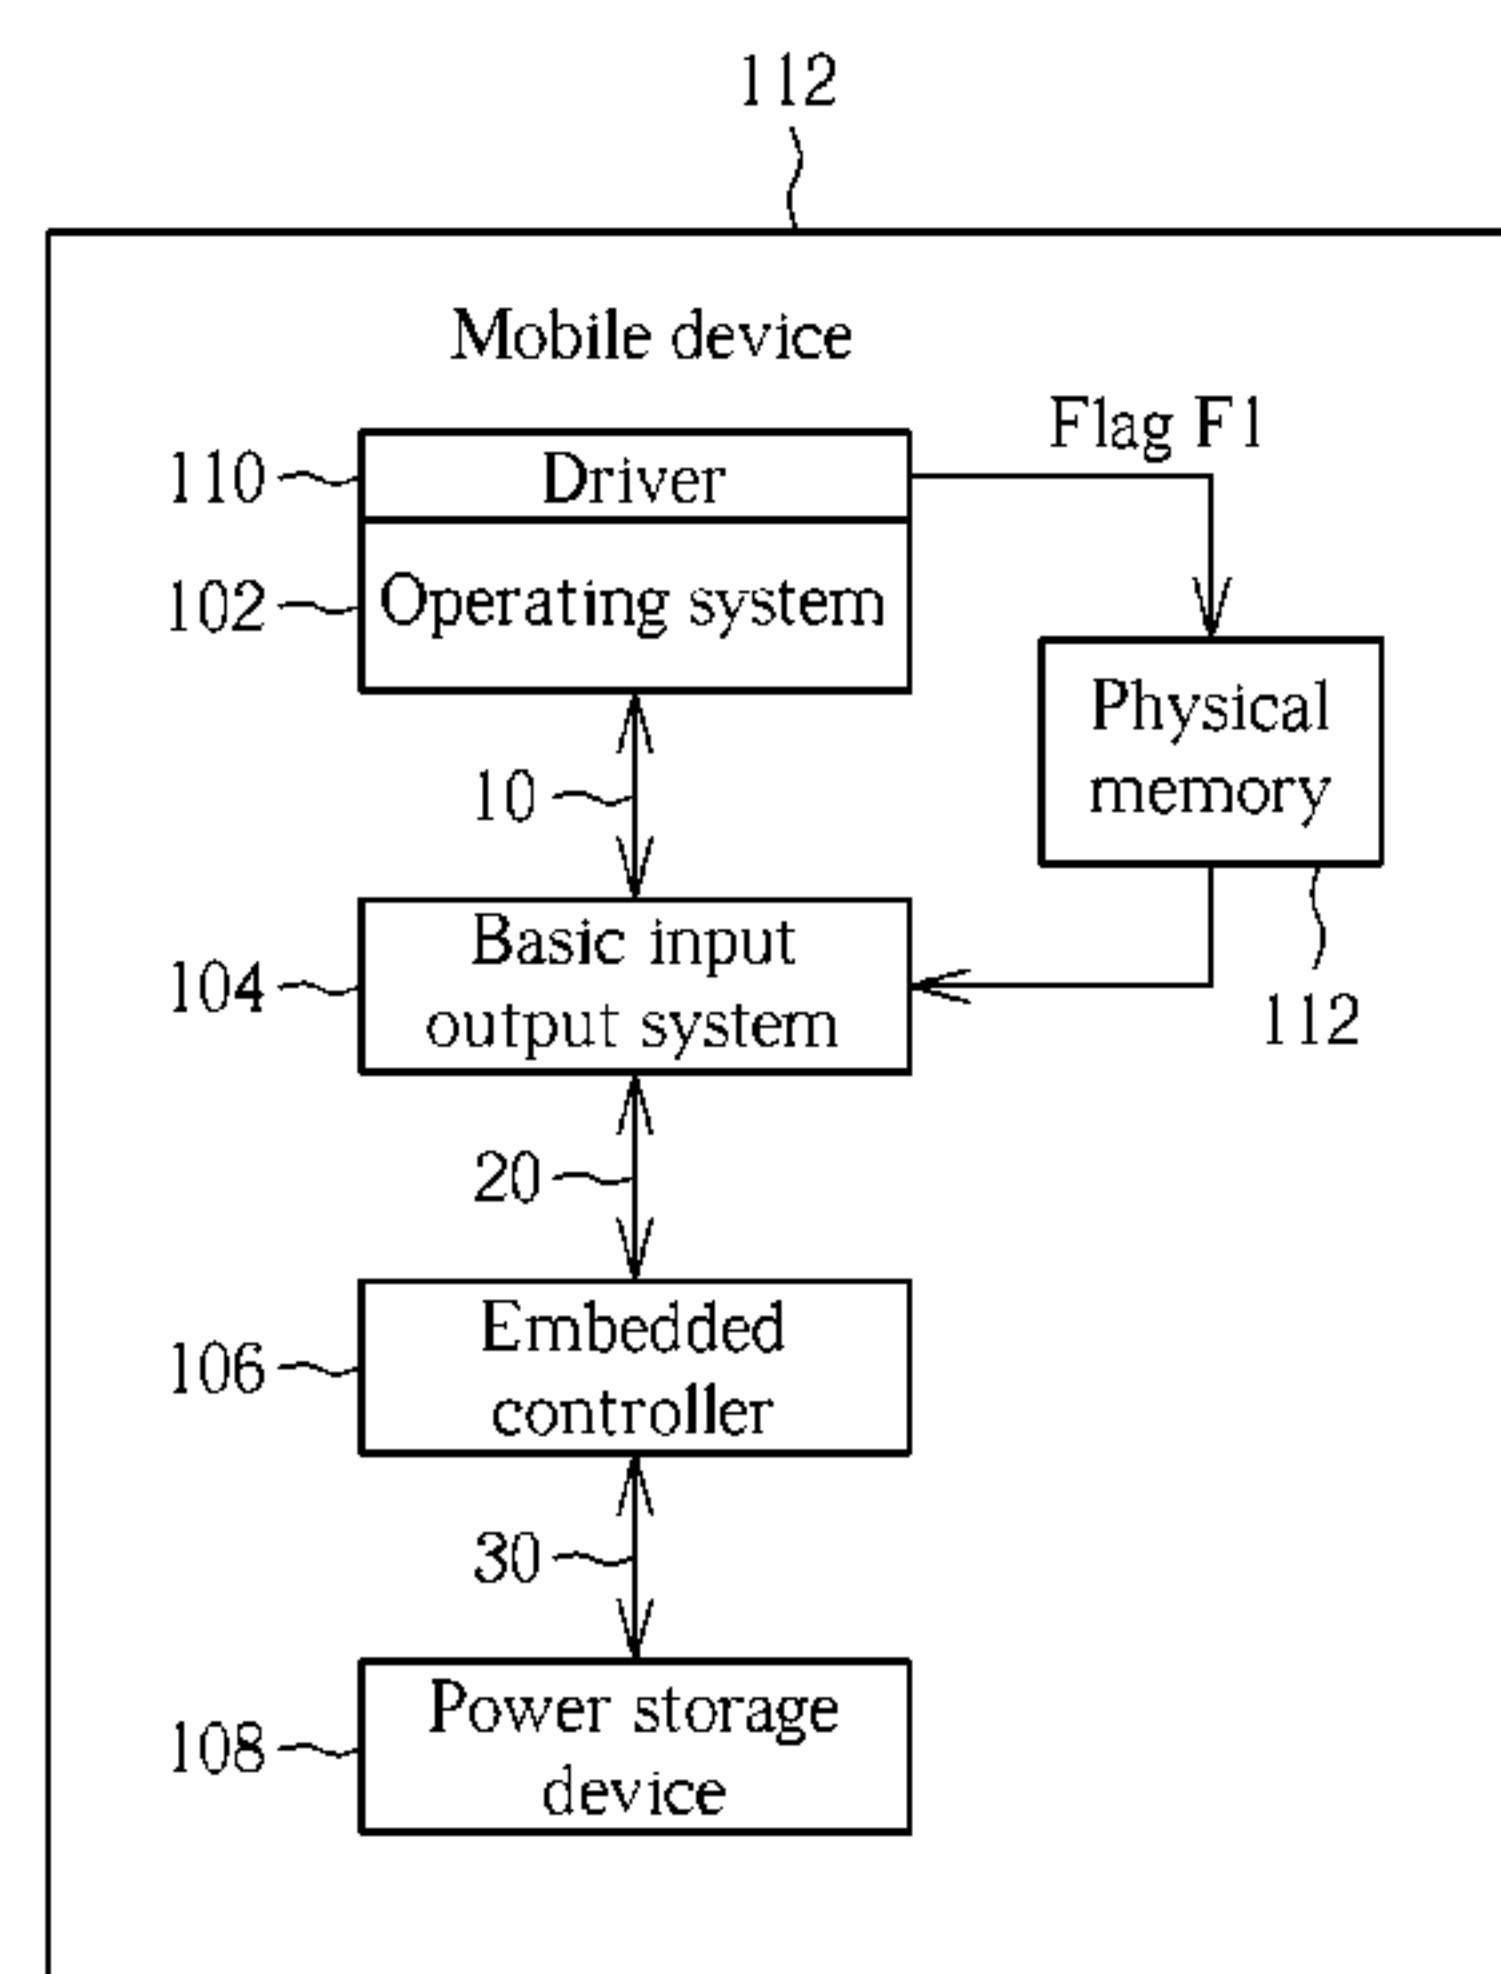 112
Mobile device
Flag F1
110
Driver
102
Operating system
Physical
memory
10
112
104
Basic input
output system
20
106
Embedded
controller
30
108
Power storage
device